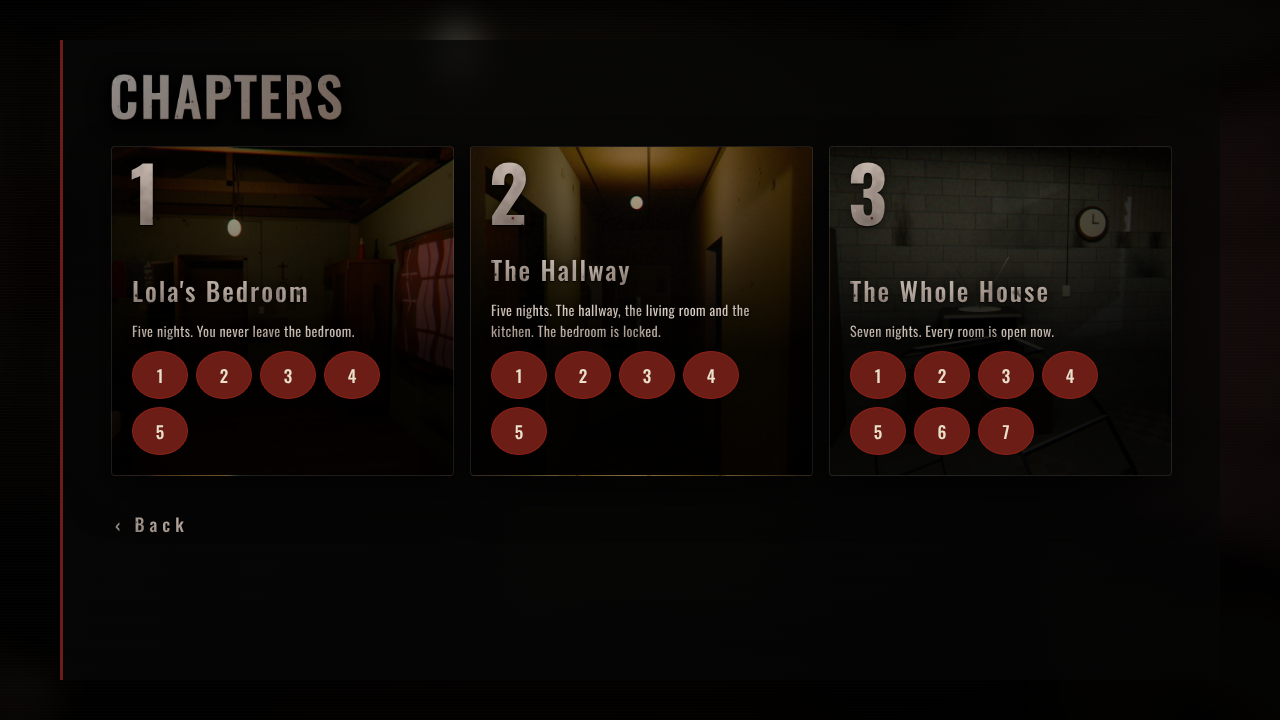 CHAPTERS
1
Lola's Bedroom
Five nights. You never leave the bedroom.
1 2 3 4
5
2
The Hallway
Five nights. The hallway, the living room and the
kitchen. The bedroom is locked.
1 2 3 4
5
3
The Whole House
Seven nights. Every room is open now.
1 2 3 4
5 6 7
‹ Back